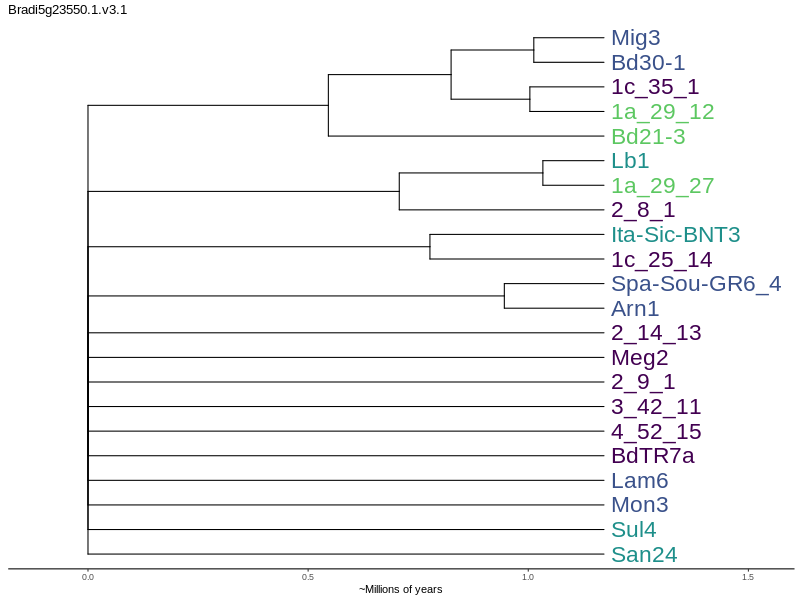 Bradi5g23550.1.v3.1
Mig3
Bd30-1
1c_35_1
1a_29_12
Bd21-3
Lb1
1a_29_27
2_8_1
Ita-Sic-BNT3
1c_25_14
Spa-Sou-GR6_4
Arn1
2_14_13
Meg2
2_9_1
3_42_11
4_52_15
BdTR7a
Lam6
Mon3
Sul4
San24
0.0 0.5 1.0 1.5
~Millions of years